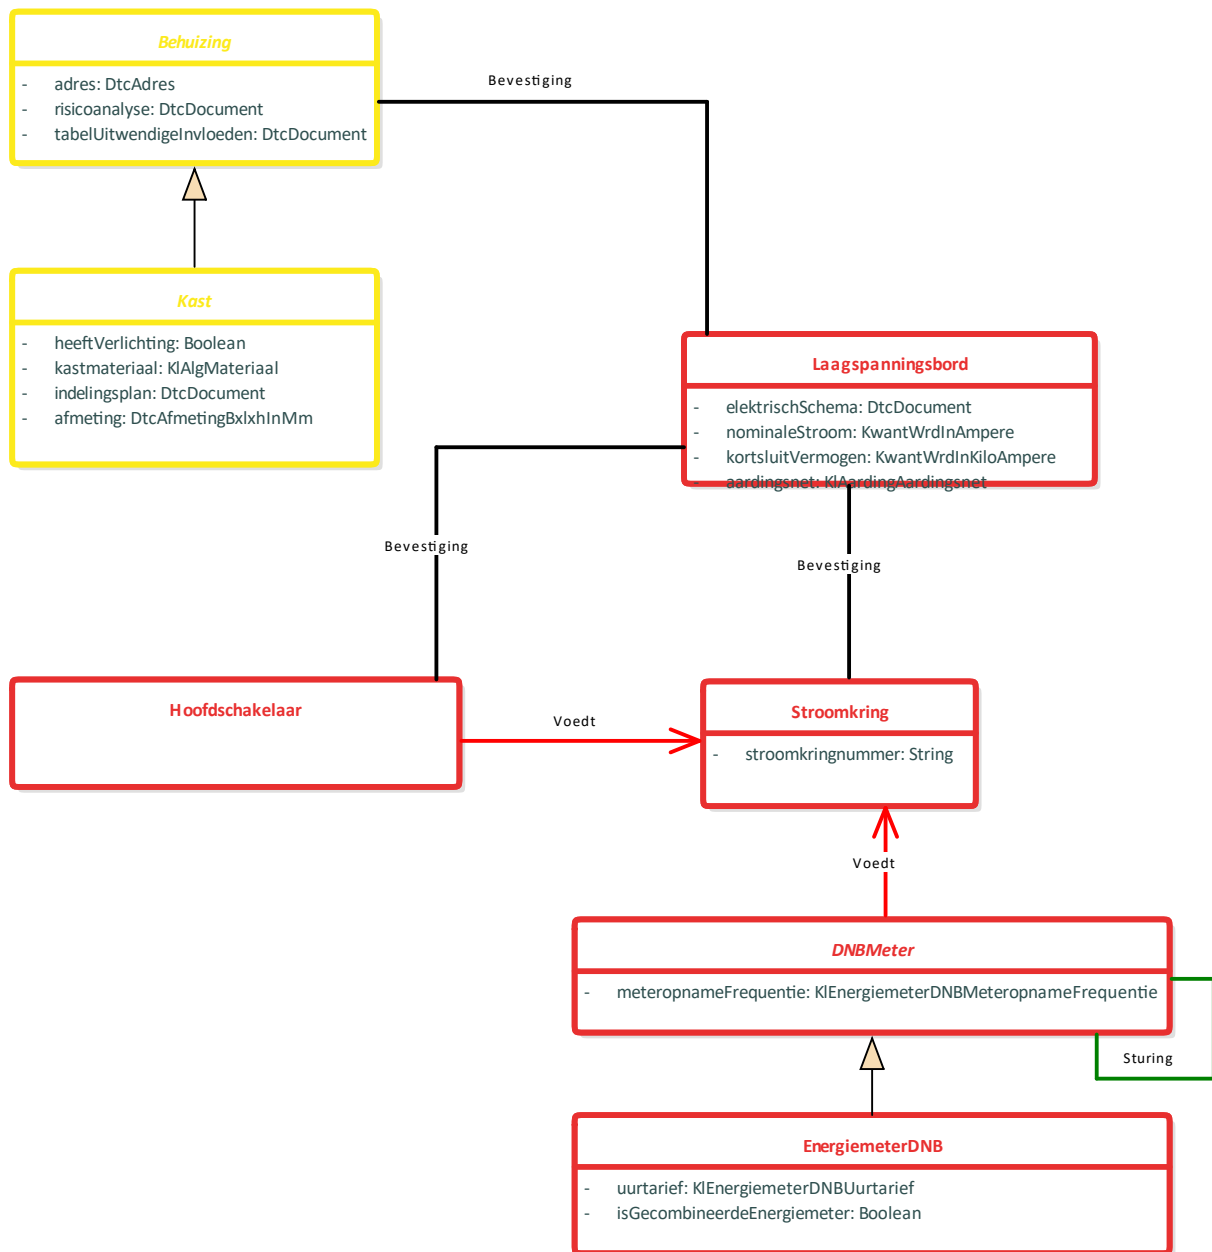 Behuizing
- adres: DtcAdres
- risicoanalyse: DtcDocument
- tabelUitwendigeInvloeden: DtcDocument
Bevestiging
Kast
- heeftVerlichting: Boolean
- kastmateriaal: KlAlgMateriaal
- indelingsplan: DtcDocument
- afmeting: DtcAfmetingBxlxhInMm
Laagspanningsbord
- elektrischSchema: DtcDocument
- nominaleStroom: KwantWrdInAmpere
- kortsluitVermogen: KwantWrdInKiloAmpere
- aardingsnet: KlAardingAardingsnet
Bevestiging
Bevestiging
Hoofdschakelaar
Voedt
Stroomkring
- stroomkringnummer: String
Voedt
DNBMeter
- meteropnameFrequentie: KlEnergiemeterDNBMeteropnameFrequentie
Sturing
EnergiemeterDNB
- uurtarief: KlEnergiemeterDNBUurtarief
- isGecombineerdeEnergiemeter: Boolean